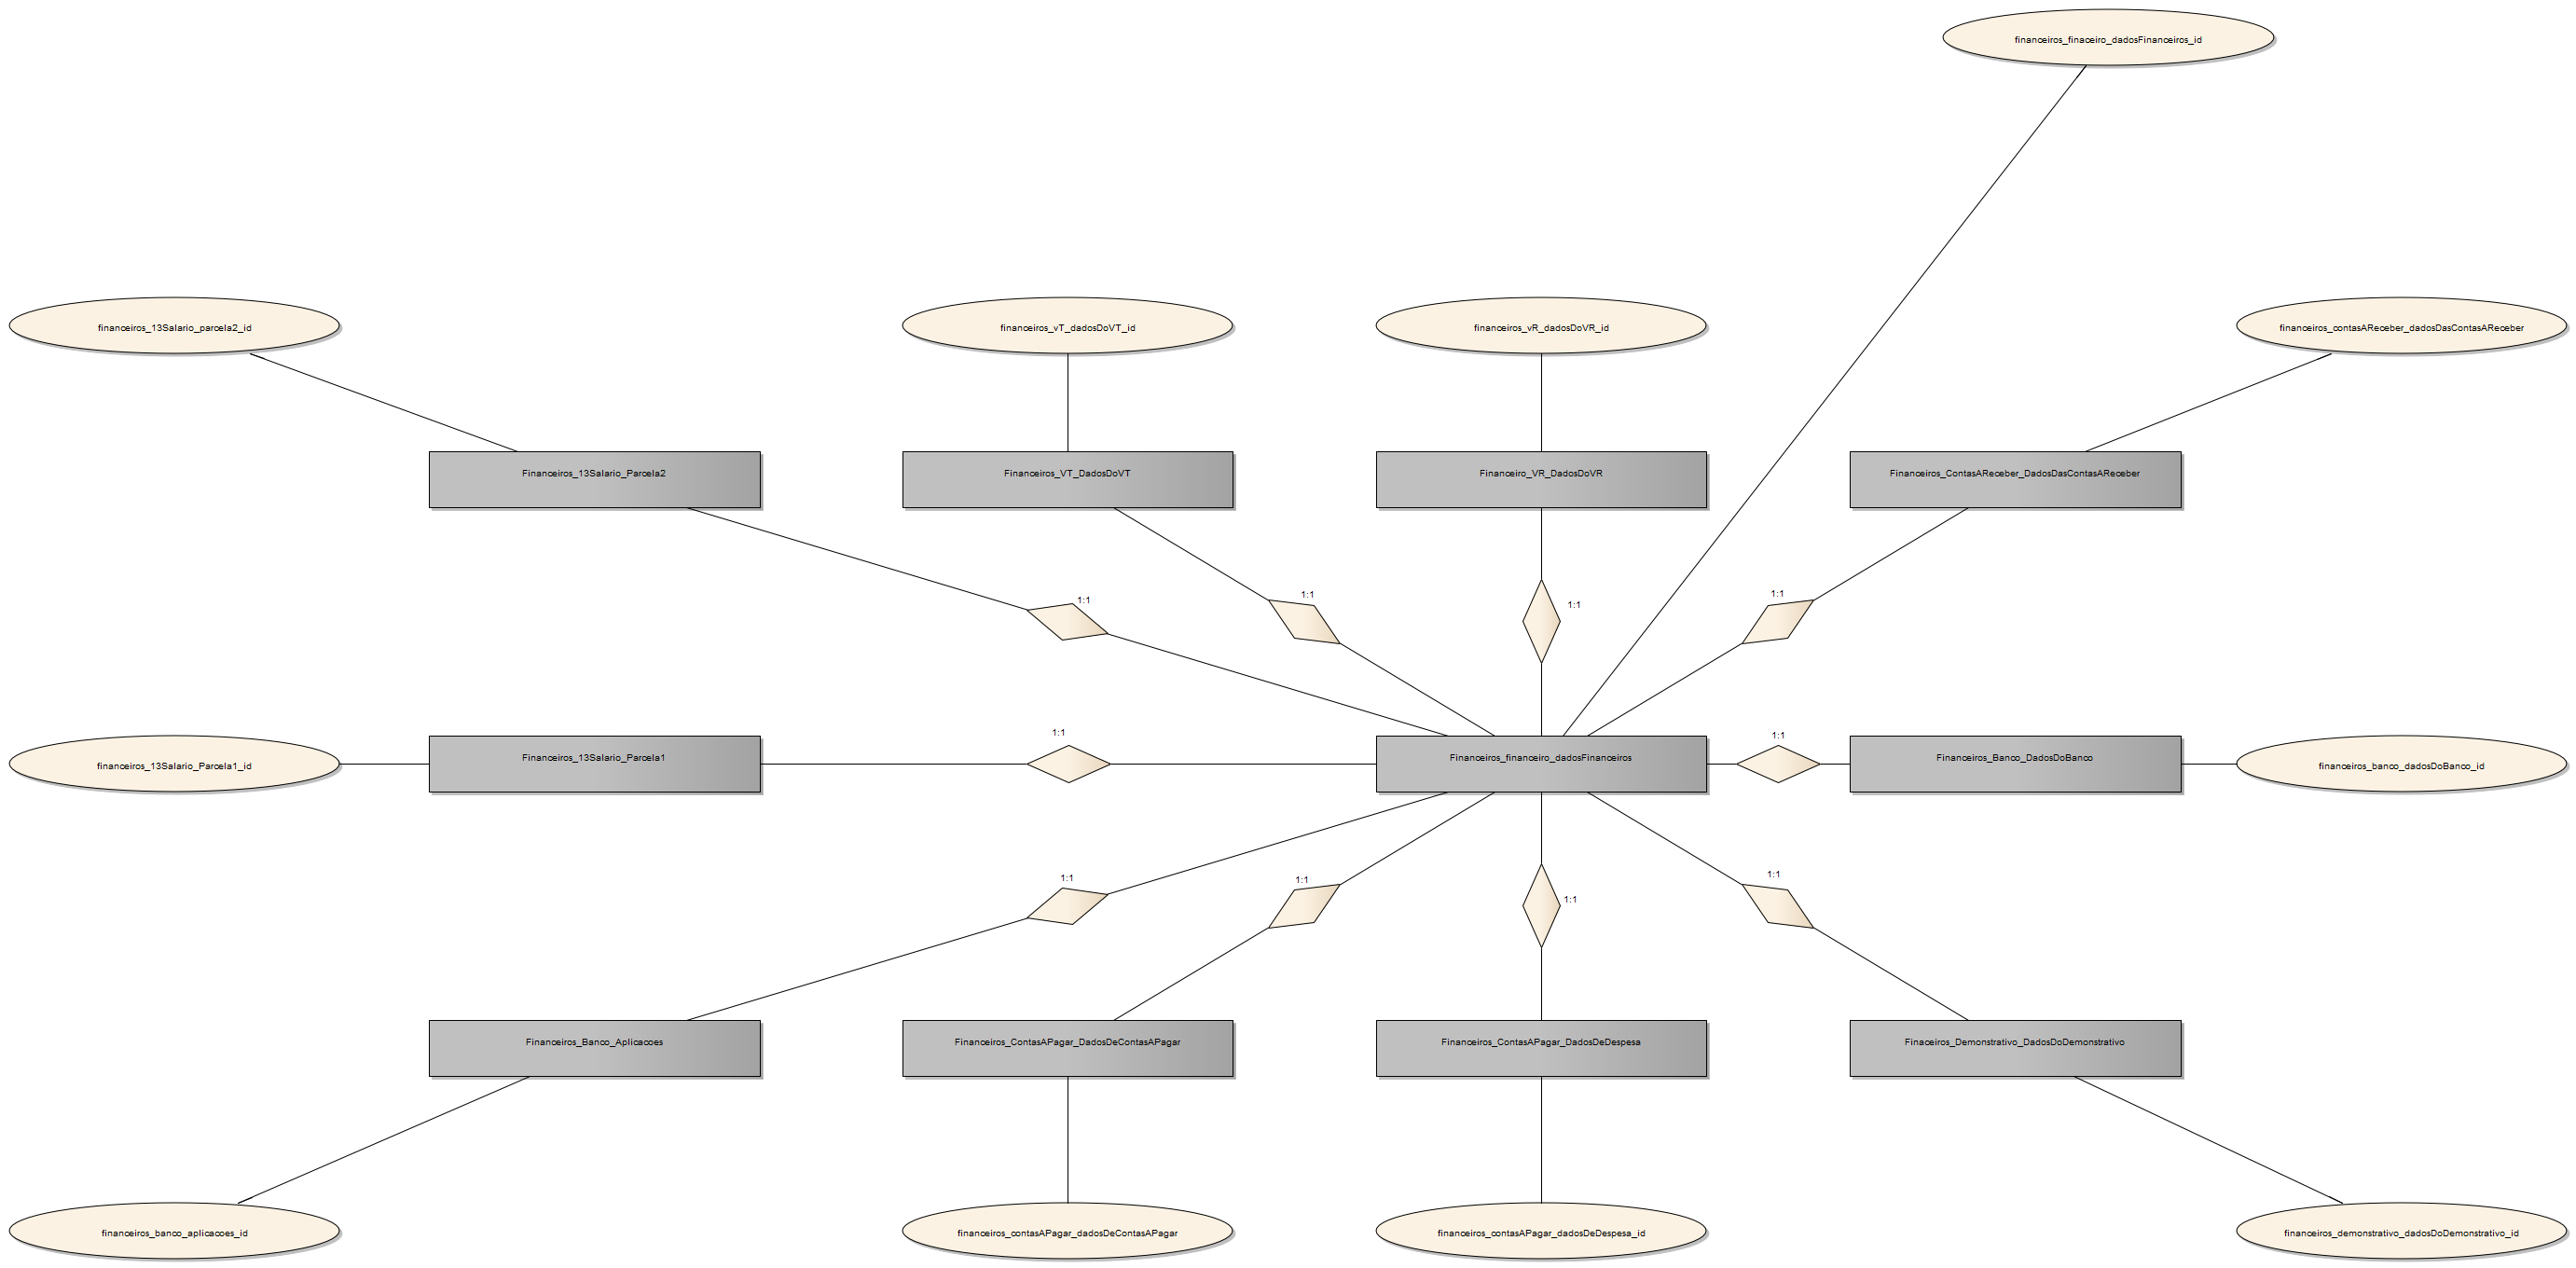 financeiros_finaceiro_dadosFinanceiros_id
financeiros_13Salario_parcela2_id
financeiros_vT_dadosDoVT_id
financeiros_vR_dadosDoVR_id
financeiros_contasAReceber_dadosDasContasAReceber
Financeiros_13Salario_Parcela2
Financeiros_VT_DadosDoVT
Financeiro_VR_DadosDoVR
Financeiros_ContasAReceber_DadosDasContasAReceber
1:1
1:1
1:1
1:1
1:1
1:1
financeiros_13Salario_Parcela1_id
Financeiros_13Salario_Parcela1
Financeiros_financeiro_dadosFinanceiros
Financeiros_Banco_DadosDoBanco
financeiros_banco_dadosDoBanco_id
1:1
1:1
1:1
1:1
Financeiros_Banco_Aplicacoes
Financeiros_ContasAPagar_DadosDeContasAPagar
Financeiros_ContasAPagar_DadosDeDespesa
Finaceiros_Demonstrativo_DadosDoDemonstrativo
financeiros_banco_aplicacoes_id
financeiros_contasAPagar_dadosDeContasAPagar
financeiros_contasAPagar_dadosDeDespesa_id
financeiros_demonstrativo_dadosDoDemonstrativo_id